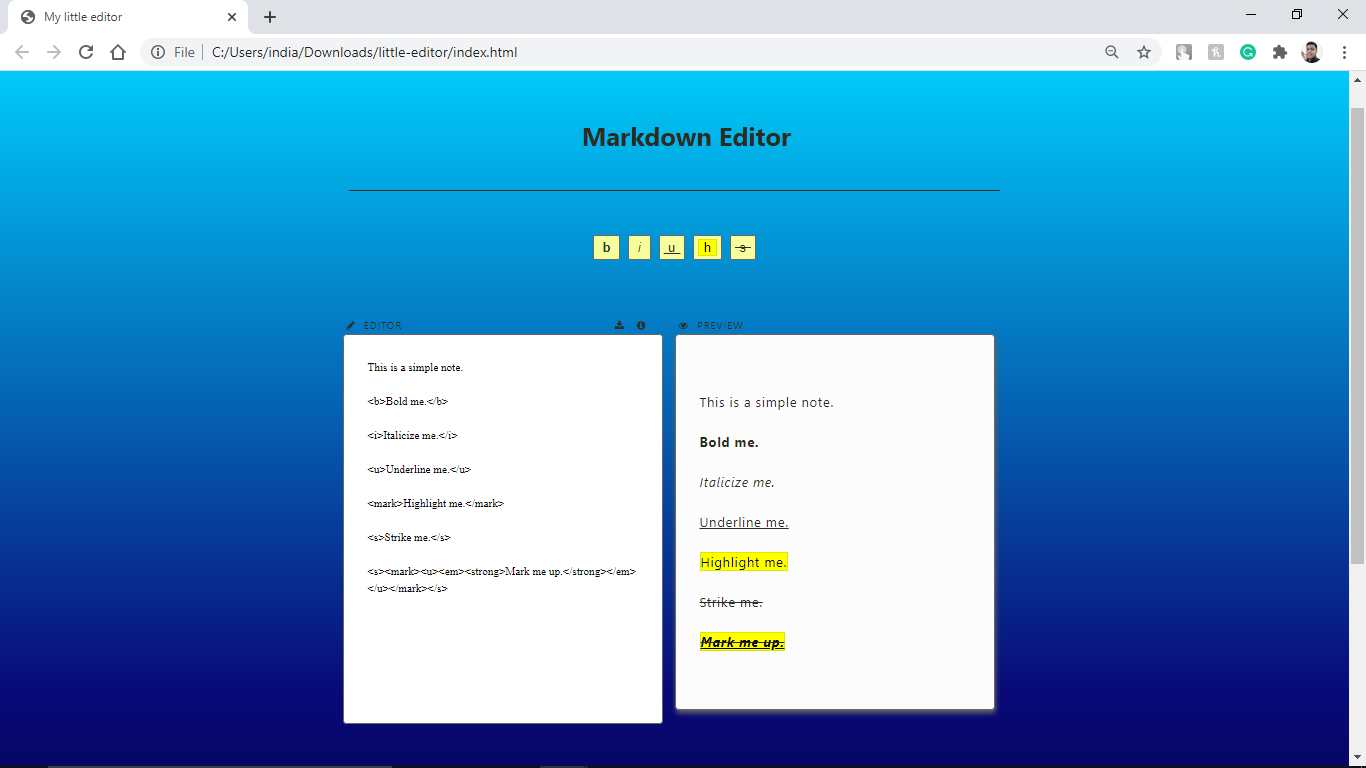 My little editor
File
C:/Users/india/Downloads/little-editor/index.html
Markdown Editor
b i u h s
EDITOR
PREVIEW
This is a simple note.
<b>Bold me.</b>
<i>Italicize me.</i>
<u>Underline me.</u>
<mark>Highlight me.</mark>
<s>Strike me.</s>
<s><mark><u><em><strong>Mark me up.</strong></em>
</u></mark></s>
This is a simple note.
Bold me.
Italicize me.
Underline me.
Highlight me.
Strike me.
Mark me up.